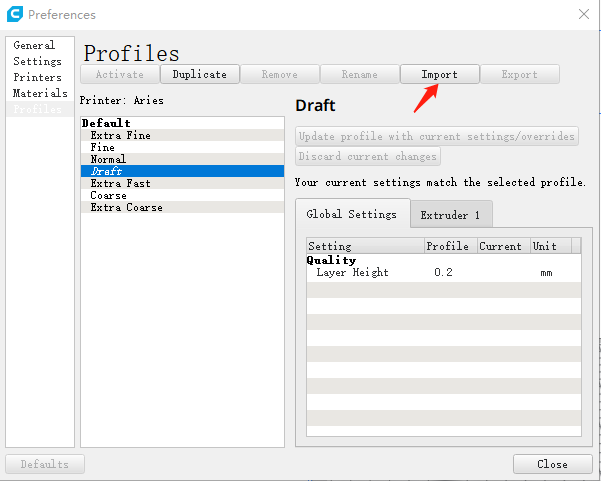 Preferences
General
Settings
Printers
Materials
Profiles
Profiles
Activate Duplicate Remove Rename Import Export
Printer: Aries
Default
Extra Fine
Fine
Normal
Draft
Extra Fast
Coarse
Extra Coarse
Draft
Update profile with current settings/overrides
Discard current changes
Your current settings match the selected profile.
Global Settings Extruder 1
Setting Profile Current Unit
Quality
Layer Height 0.2 mm
Defaults Close